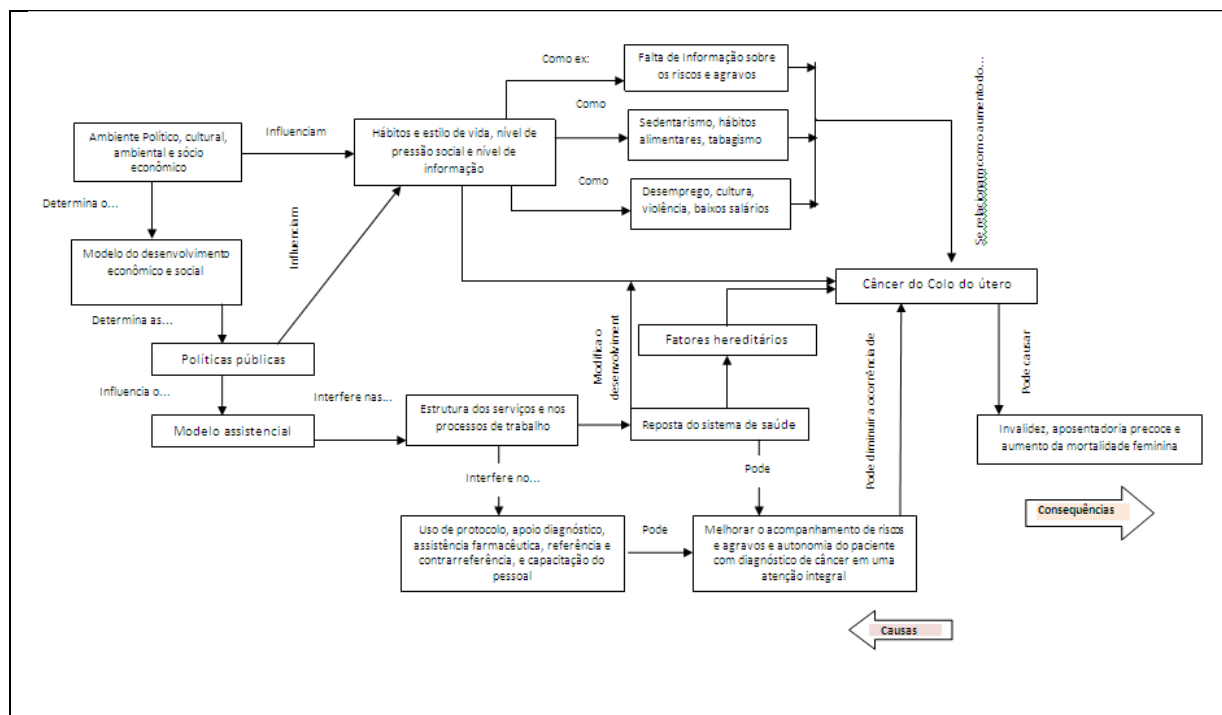 Como ex:
Falta de Informação sobre
os riscos e agravos
Se relacionam como aumento do...
Ambiente Político, cultural,
ambiental e sócio
econômico
Influenciam
Hábitos e estilo de vida, nível de
pressão social e nível de
informação
Como
Sedentarismo, hábitos
alimentares, tabagismo
Como
Desemprego, cultura,
violência, baixos salários
Determina o...
Influenciam
Modelo do desenvolvimento
econômico e social
Câncer do Colo do útero
Determina as...
Políticas públicas
Modifica o
desenvolviment
Fatores hereditários
Pode diminuir a ocorrência de
Pode causar
Influencia o...
Interfere nas...
Modelo assistencial
Estrutura dos serviços e nos
processos de trabalho
Reposta do sistema de saúde
Invalidez, aposentadoria precoce e
aumento da mortalidade feminina
Interfere no...
Pode
Consequências
Uso de protocolo, apoio diagnóstico,
assistência farmacêutica, referência e
contrarreferência, e capacitação do
pessoal
Pode
Melhorar o acompanhamento de riscos
e agravos e autonomia do paciente
com diagnóstico de câncer em uma
atenção integral
Causas